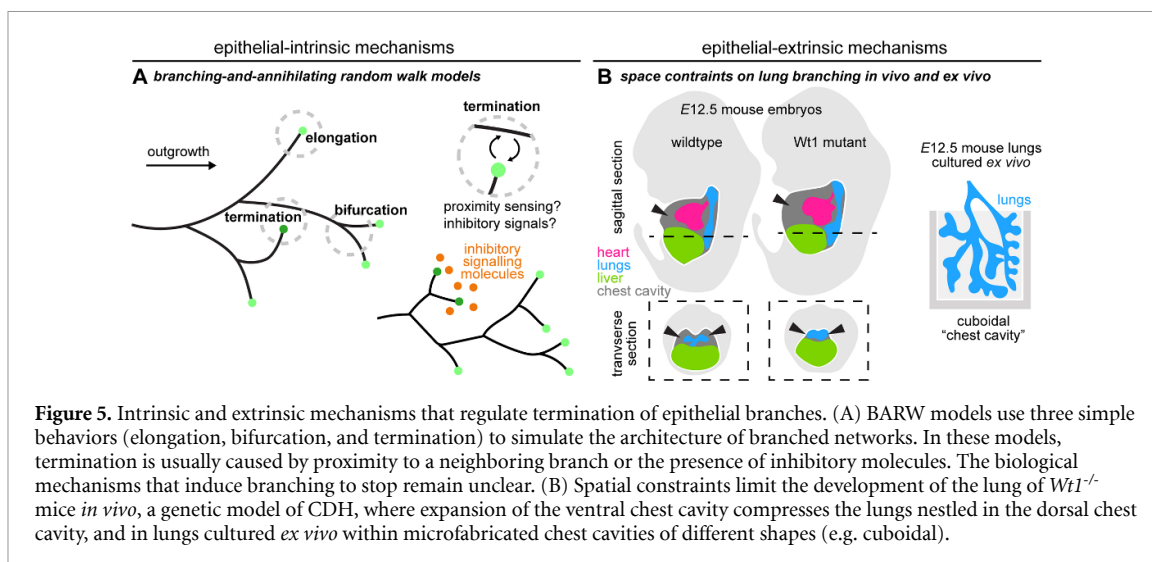 epithelial-intrinsic mechanisms
A branching-and-annihilating random walk models
outgrowth
elongation
termination
bifurcation
termination
proximity sensing?
inhibitory signals?
inhibitory
signalling
molecules
epithelial-extrinsic mechanisms
B space contraints on lung branching in vivo and ex vivo
E12.5 mouse embryos
wildtype
Wt1 mutant
sagittal section
heart
lungs
liver
chest cavity
tranvserse
section
E12.5 mouse lungs
cultured ex vivo
lungs
cuboidal
"chest cavity"
Figure 5. Intrinsic and extrinsic mechanisms that regulate termination of epithelial branches. (A) BARW models use three simple
behaviors (elongation, bifurcation, and termination) to simulate the architecture of branched networks. In these models,
termination is usually caused by proximity to a neighboring branch or the presence of inhibitory molecules. The biological
mechanisms that induce branching to stop remain unclear. (B) Spatial constraints limit the development of the lung of Wt1-/-
mice in vivo, a genetic model of CDH, where expansion of the ventral chest cavity compresses the lungs nestled in the dorsal chest
cavity, and in lungs cultured ex vivo within microfabricated chest cavities of different shapes (e.g. cuboidal).